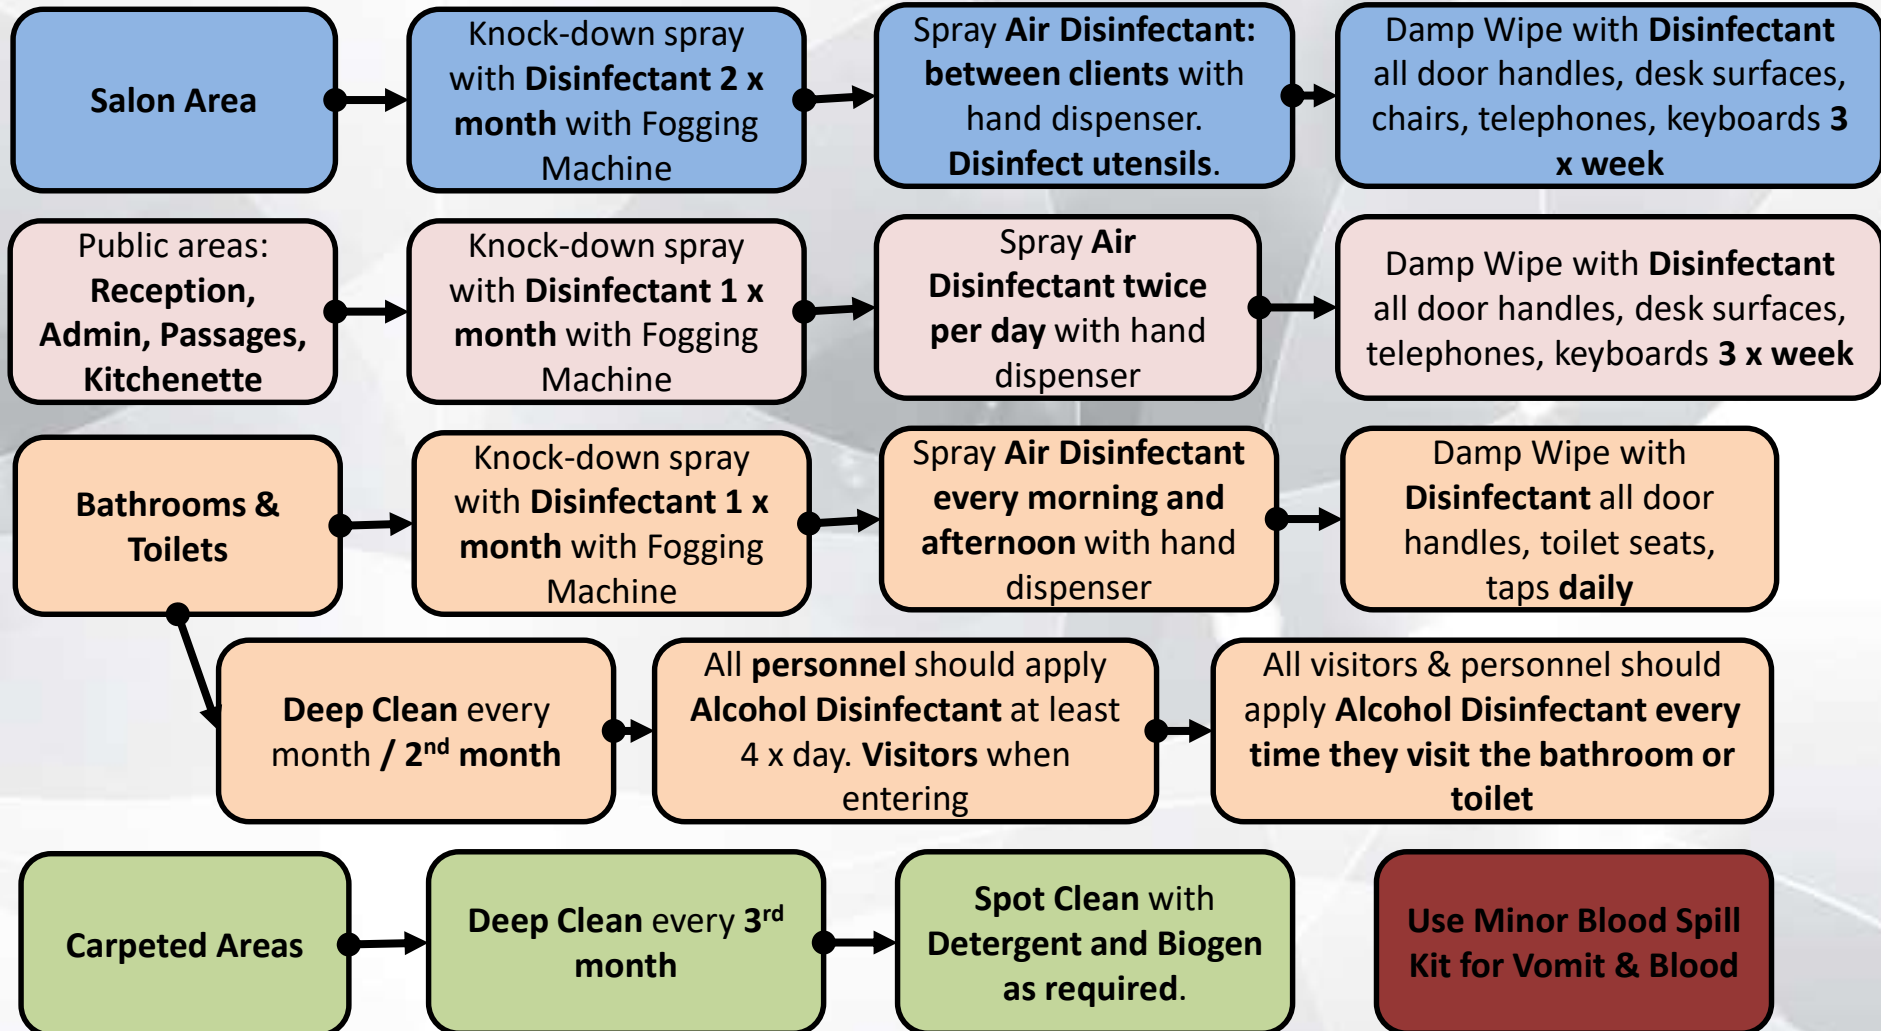 Salon Area
Knock-down spray
with Disinfectant 2 x
month with Fogging
Machine
Spray Air Disinfectant:
between clients with
hand dispenser.
Disinfect utensils.
Damp Wipe with Disinfectant
all door handles, desk surfaces,
chairs, telephones, keyboards 3
x week
Public areas:
Reception,
Admin, Passages,
Kitchenette
Knock-down spray
with Disinfectant 1 x
month with Fogging
Machine
Spray Air
Disinfectant twice
per day with hand
dispenser
Damp Wipe with Disinfectant
all door handles, desk surfaces,
telephones, keyboards 3 x week
Bathrooms &
Toilets
Knock-down spray
with Disinfectant 1 x
month with Fogging
Machine
Spray Air Disinfectant
every morning and
afternoon with hand
dispenser
Damp Wipe with
Disinfectant all door
handles, toilet seats,
taps daily
Deep Clean every
month / 2nd month
All personnel should apply
Alcohol Disinfectant at least
4 x day. Visitors when
entering
All visitors & personnel should
apply Alcohol Disinfectant every
time they visit the bathroom or
toilet
Carpeted Areas
Deep Clean every 3rd
month
Spot Clean with
Detergent and Biogen
as required.
Use Minor Blood Spill
Kit for Vomit & Blood